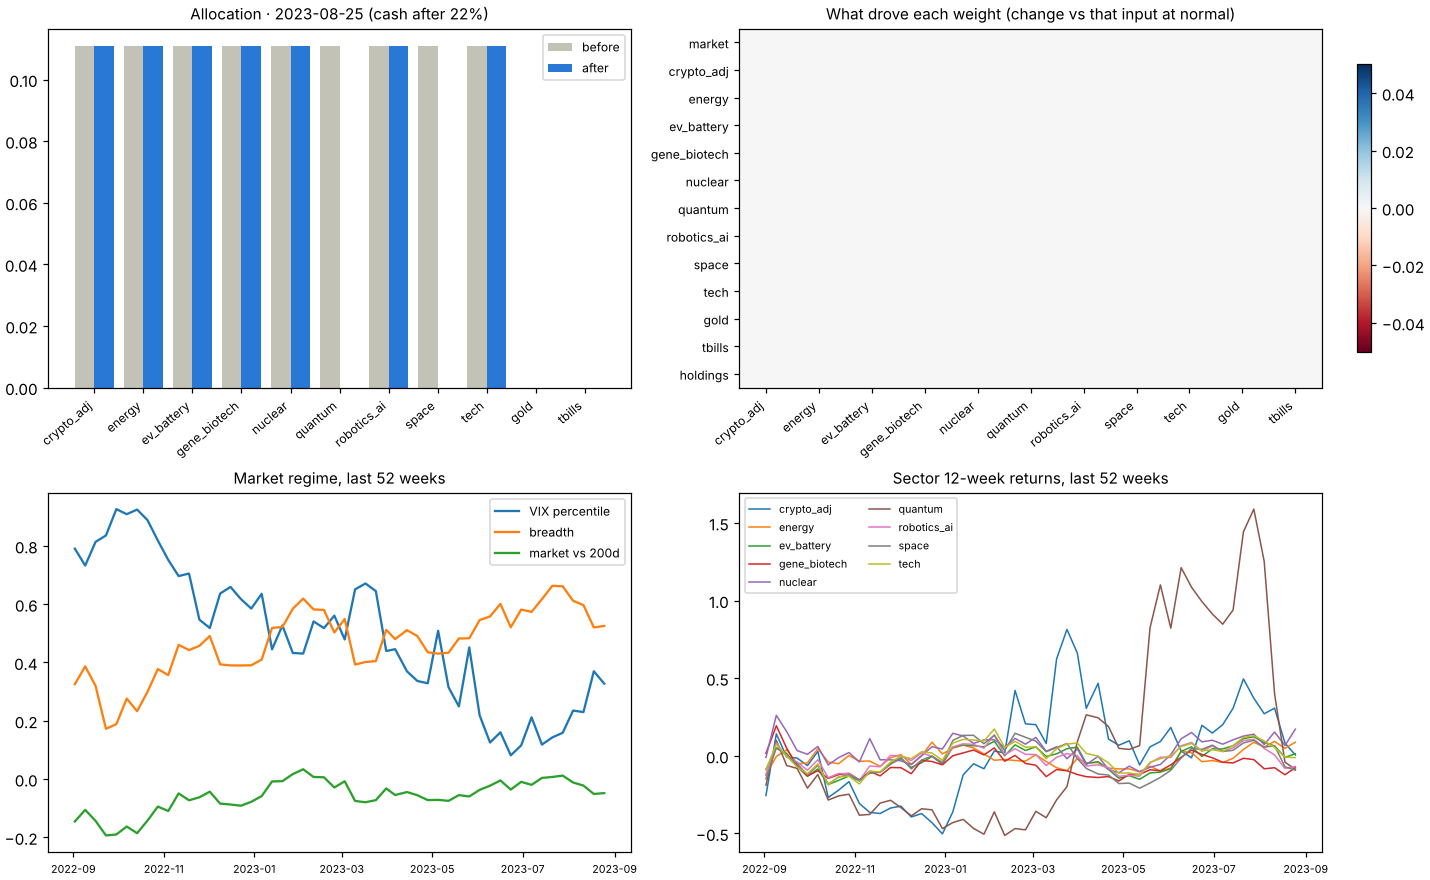 Allocation · 2023-08-25 (cash after 22%)
before
after
0.10
0.08
0.06
0.04
0.02
0.00
crypto_adj
energy
ev_battery
gene_biotech
nuclear
quantum
robotics_ai
space
tech
gold
tbills
What drove each weight (change vs that input at normal)
market
crypto_adj
energy
ev_battery
gene_biotech
nuclear
quantum
robotics_ai
space
tech
gold
tbills
holdings
crypto_adj
energy
ev_battery
gene_biotech
nuclear
quantum
robotics_ai
space
tech
gold
tbills
0.04
0.02
0.00
−0.02
−0.04
Market regime, last 52 weeks
VIX percentile
breadth
market vs 200d
0.8
0.6
0.4
0.2
0.0
−0.2
2022-09
2022-11
2023-01
2023-03
2023-05
2023-07
2023-09
Sector 12-week returns, last 52 weeks
crypto_adj
energy
ev_battery
gene_biotech
nuclear
quantum
robotics_ai
space
tech
1.5
1.0
0.5
0.0
−0.5
2022-09
2022-11
2023-01
2023-03
2023-05
2023-07
2023-09